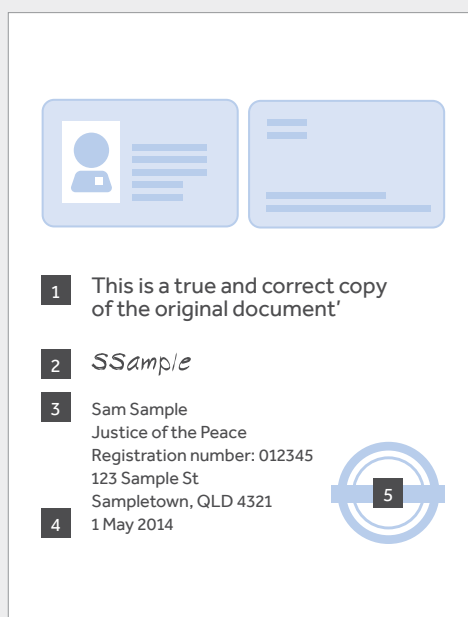 1 This is a true and correct copy
of the original document’
2 SSample
3 Sam Sample
Justice of the Peace
Registration number: 012345
123 Sample St
Sampletown, QLD 4321
4 1 May 2014
5